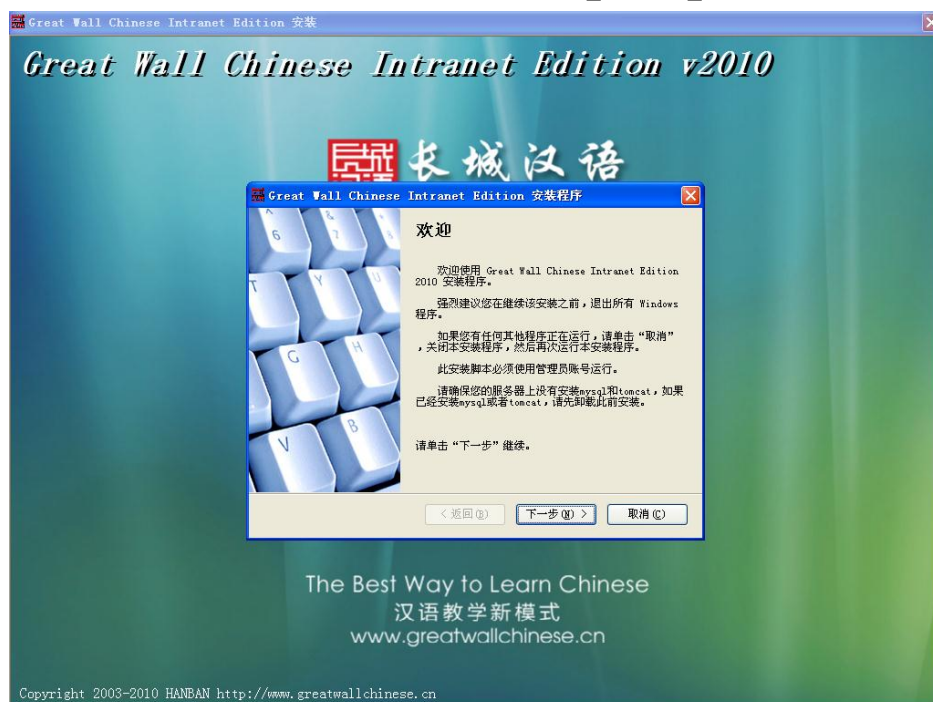 Great Wall Chinese Intranet Edition 安装
Great Wall Chinese Intranet Edition v2010
长城汉语
长城汉语
Great Wall Chinese Intranet Edition 安装程序
欢迎
欢迎使用 Great Wall Chinese Intranet Edition
2010 安装程序。
强烈建议您在继续该安装之前，退出所有 Windows
程序。
如果您有任何其他程序正在运行，请单击“取消”
，关闭本安装程序，然后再次运行本安装程序。
此安装脚本必须使用管理员账号运行。
请确保您的服务器上没有安装mysql和tomcat，如果
已经安装mysql或者tomcat，请先卸载此前安装。
请单击“下一步”继续。
^ & *
6 7 8
T Y U
G H
V B
< 返回(B)
下一步(N) >
取消(C)
The Best Way to Learn Chinese
汉语教学新模式
www.greatwallchinese.cn
Copyright 2003-2010 HANBAN http://www.greatwallchinese.cn